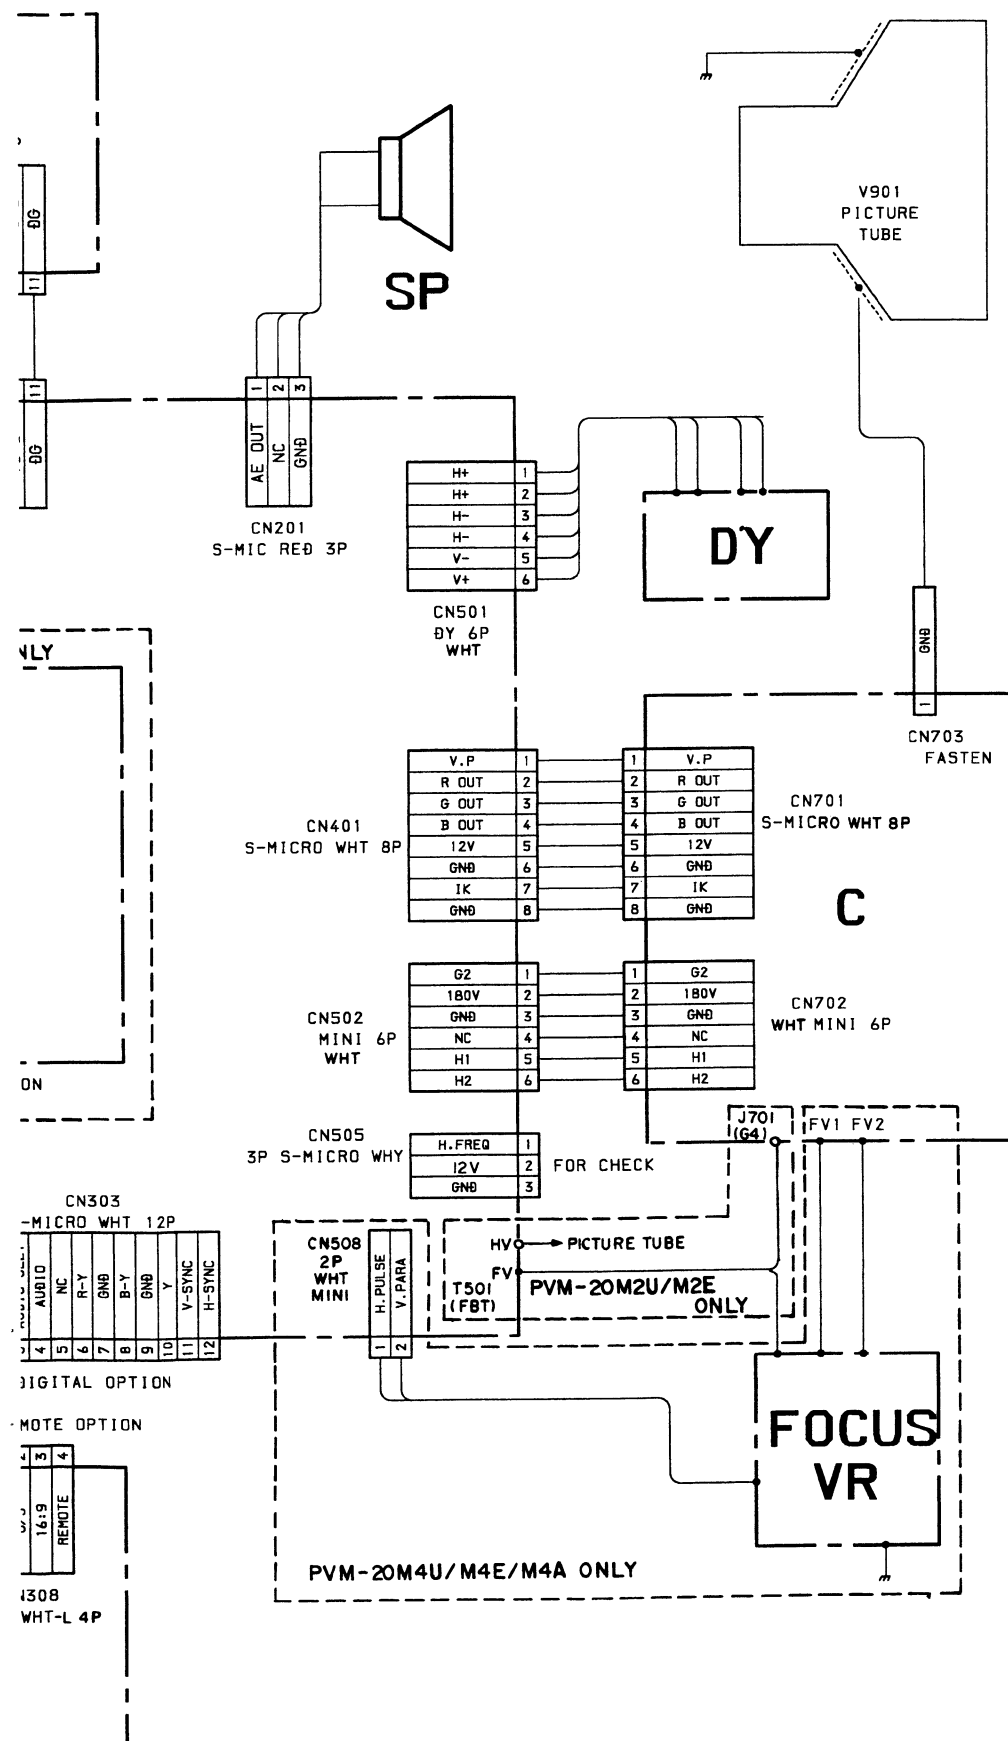 V901
PICTURE
TUBE
DG
11
SP
11
DG
1 2 3
AE OUT
NC
GND
CN201
S-MIC RED 3P
H+ 1
H+ 2
H- 3
H- 4
V- 5
V+ 6
CN501
DY 6P
WHT
DY
GND
1
CN703
FASTEN
NLY
ON
V.P 1
R OUT 2
G OUT 3
B OUT 4
12V 5
GND 6
IK 7
GND 8
CN401
S-MICRO WHT 8P
1 V.P
2 R OUT
3 G OUT
4 B OUT
5 12V
6 GND
7 IK
8 GND
CN701
S-MICRO WHT 8P
C
G2 1
180V 2
GND 3
NC 4
H1 5
H2 6
CN502
MINI 6P
WHT
1 G2
2 180V
3 GND
4 NC
5 H1
6 H2
CN702
WHT MINI 6P
CN505
3P S-MICRO WHY
H.FREQ 1
12V 2
GND 3
FOR CHECK
J701
(G4)
FV1 FV2
CN303
-MICRO WHT 12P
AUDIO
NC
R-Y
GND
B-Y
GND
Y
V-SYNC
H-SYNC
4 5 6 7 8 9 10 11 12
DIGITAL OPTION
CN508
2P
WHT
MINI
H.PULSE
V.PARA
1 2
HV PICTURE TUBE
FV
T501
(FBT)
PVM-20M2U/M2E
ONLY
FOCUS
VR
MOTE OPTION
3 4
16:9
REMOTE
N308
WHT-L 4P
PVM-20M4U/M4E/M4A ONLY